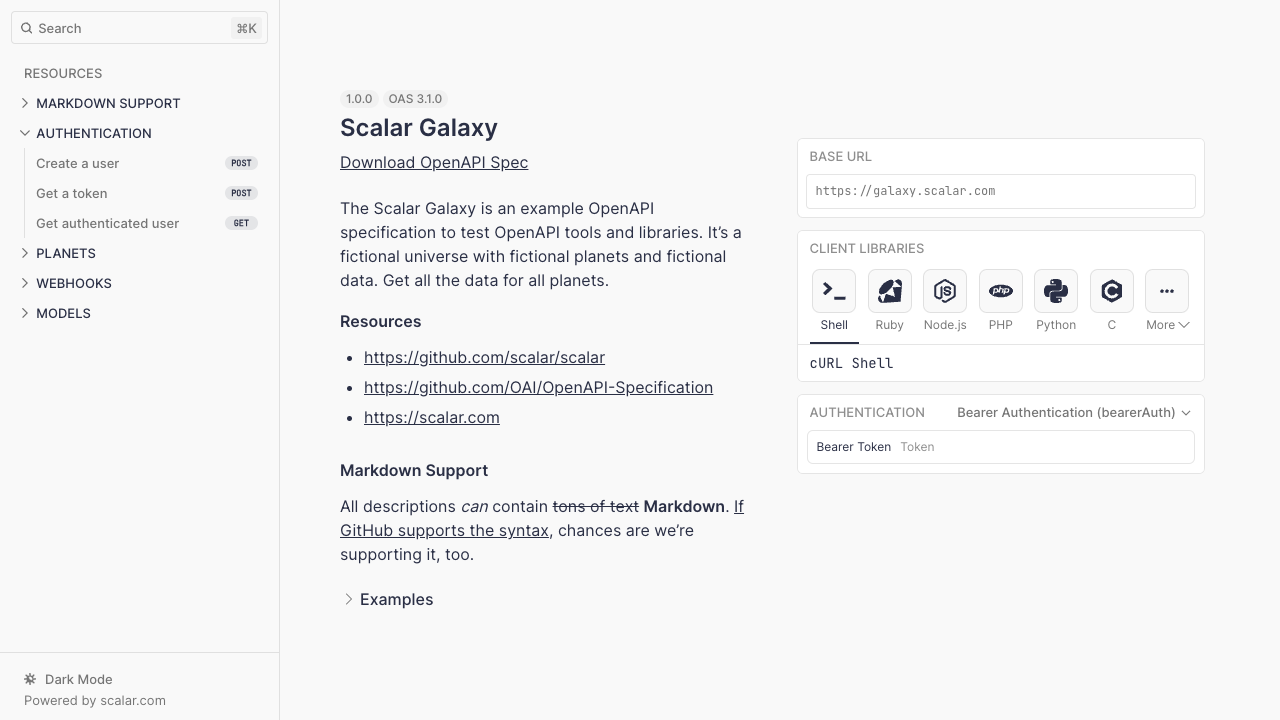 Search ⌘K
RESOURCES
MARKDOWN SUPPORT
AUTHENTICATION
Create a user POST
Get a token POST
Get authenticated user GET
PLANETS
WEBHOOKS
MODELS
Dark Mode
Powered by scalar.com
1.0.0 OAS 3.1.0
Scalar Galaxy
Download OpenAPI Spec
The Scalar Galaxy is an example OpenAPI
specification to test OpenAPI tools and libraries. It’s a
fictional universe with fictional planets and fictional
data. Get all the data for all planets.
Resources
https://github.com/scalar/scalar
https://github.com/OAI/OpenAPI-Specification
https://scalar.com
Markdown Support
All descriptions can contain tons of text Markdown. If
GitHub supports the syntax, chances are we’re
supporting it, too.
Examples
BASE URL
https://galaxy.scalar.com
CLIENT LIBRARIES
JS php C
Shell Ruby Node.js PHP Python C More
cURL Shell
AUTHENTICATION Bearer Authentication (bearerAuth)
Bearer Token Token